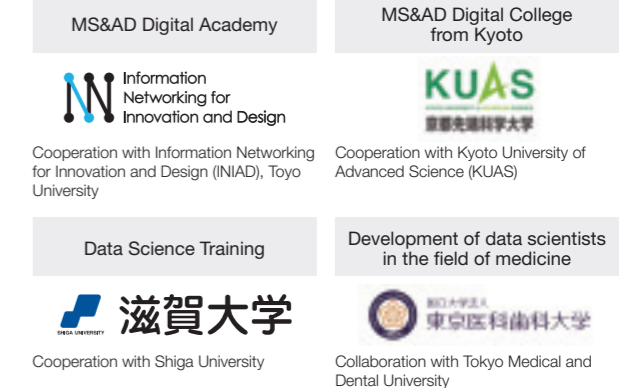 MS&AD Digital Academy
Information
Networking for
Innovation and Design
Cooperation with Information Networking
for Innovation and Design (INIAD), Toyo
University
MS&AD Digital College
from Kyoto
KUAS
京都先端科学大学
Cooperation with Kyoto University of
Advanced Science (KUAS)
Data Science Training
SHIGA UNIVERSITY
滋賀大学
Cooperation with Shiga University
Development of data scientists
in the field of medicine
国立大学法人
東京医科歯科大学
Collaboration with Tokyo Medical and
Dental University